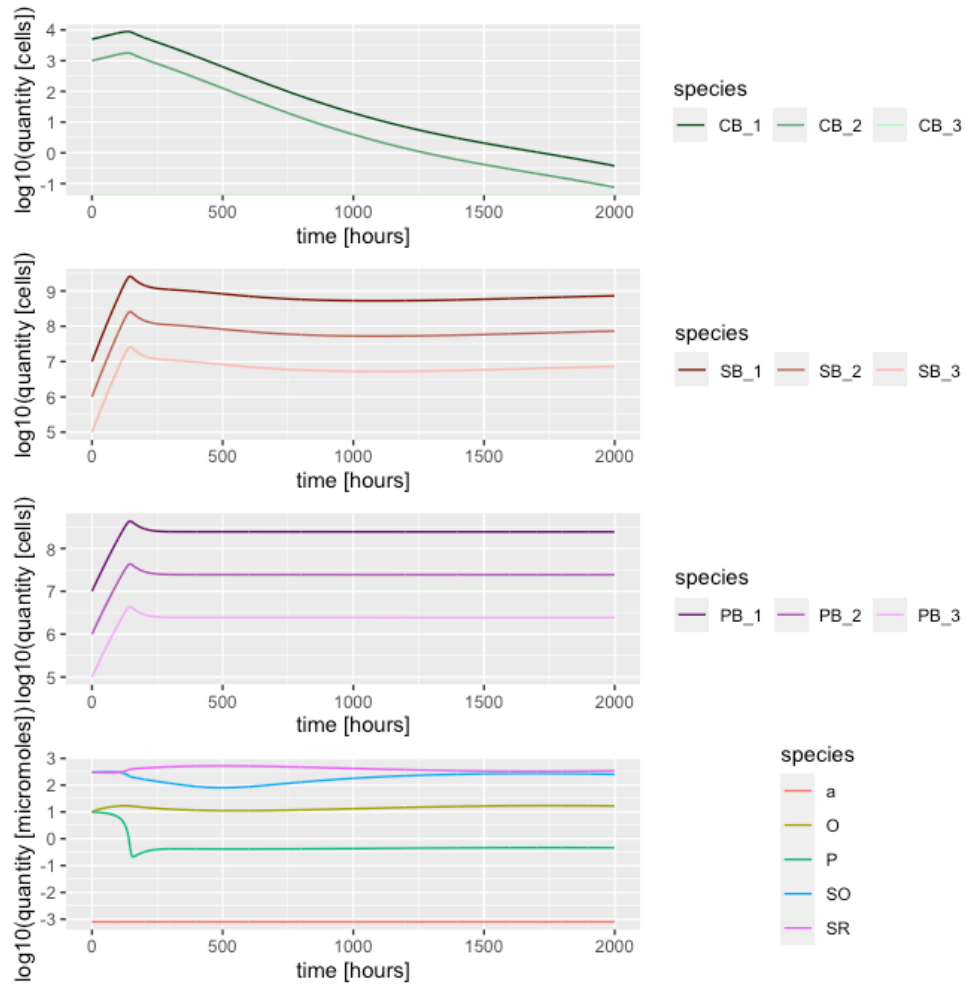 log10(quantity [cells])
4
3
2
1
0
-1
0 500 1000 1500 2000
time [hours]
species
CB_1 CB_2 CB_3
log10(quantity [cells])
9
8
7
6
5
0 500 1000 1500 2000
time [hours]
species
SB_1 SB_2 SB_3
log10(quantity [cells])
8
7
6
5
0 500 1000 1500 2000
time [hours]
species
PB_1 PB_2 PB_3
log10(quantity [micromoles])
3
2
1
0
-1
-2
-3
0 500 1000 1500 2000
time [hours]
species
a
O
P
SO
SR